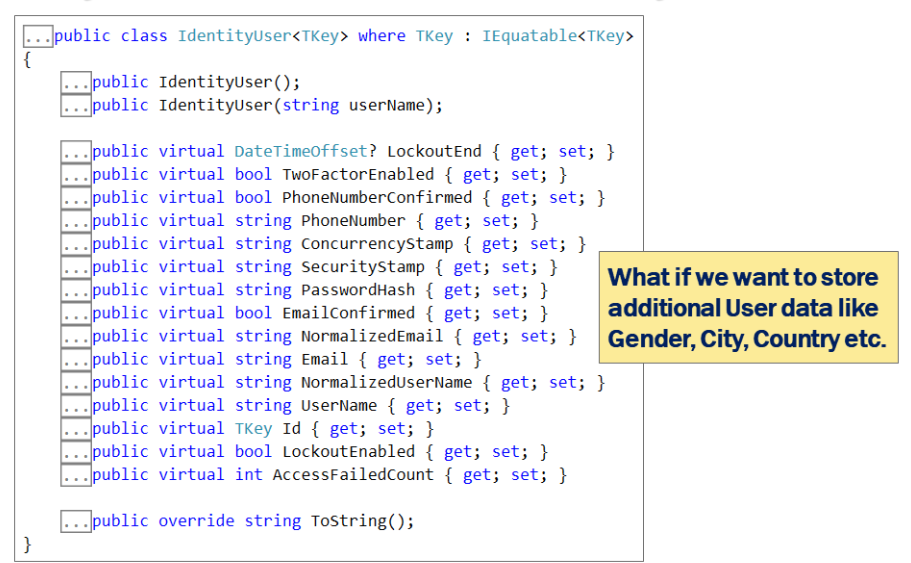 ...public class IdentityUser<TKey> where TKey : IEquatable<TKey>
{
...public IdentityUser();
...public IdentityUser(string userName);
...public virtual DateTimeOffset? LockoutEnd { get; set; }
...public virtual bool TwoFactorEnabled { get; set; }
...public virtual bool PhoneNumberConfirmed { get; set; }
...public virtual string PhoneNumber { get; set; }
...public virtual string ConcurrencyStamp { get; set; }
...public virtual string SecurityStamp { get; set; }
...public virtual string PasswordHash { get; set; }
...public virtual bool EmailConfirmed { get; set; }
...public virtual string NormalizedEmail { get; set; }
...public virtual string Email { get; set; }
...public virtual string NormalizedUserName { get; set; }
...public virtual string UserName { get; set; }
...public virtual TKey Id { get; set; }
...public virtual bool LockoutEnabled { get; set; }
...public virtual int AccessFailedCount { get; set; }
...public override string ToString();
}
What if we want to store
additional User data like
Gender, City, Country etc.